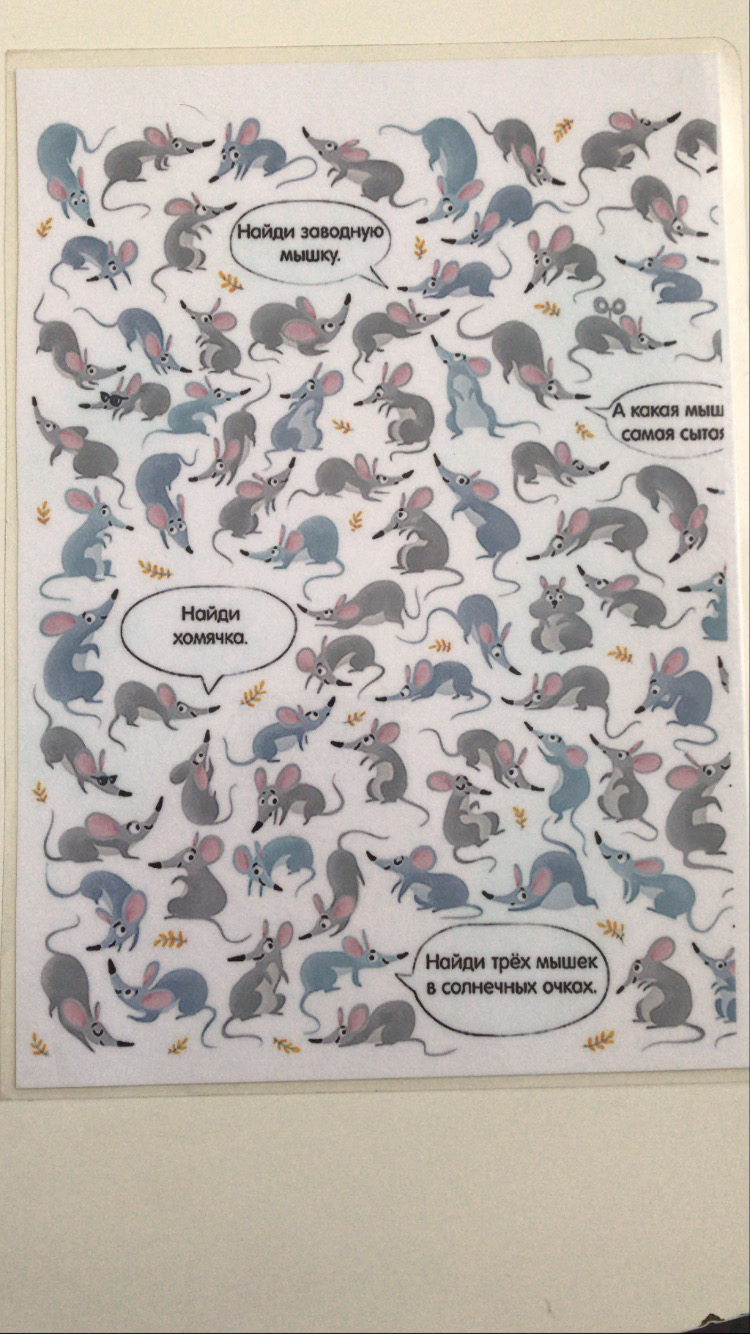 Найди заводную
мышку.
А какая мыш
самая сытая
Найди
хомячка.
Найди трёх мышек
в солнечных очках.